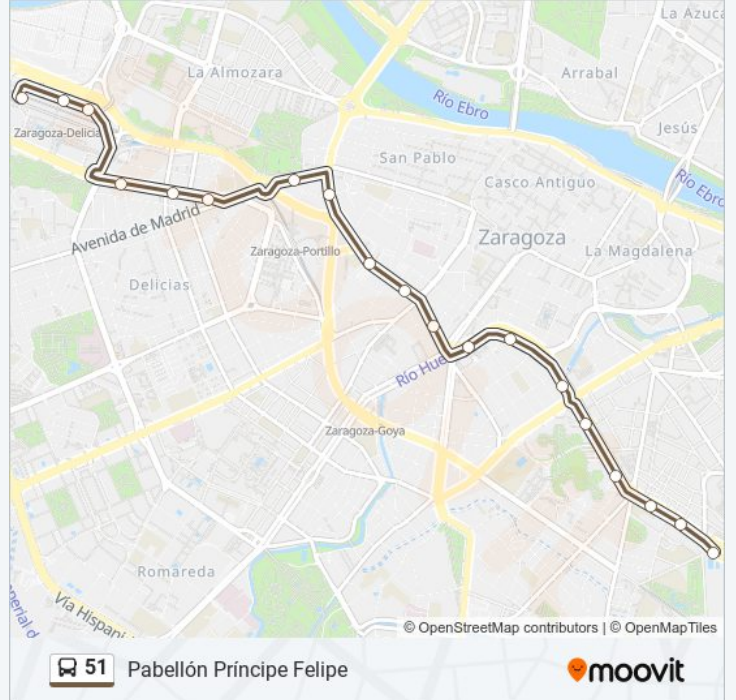 La Azuca
La Almozara
Arrabal
Río Ebro
Jesús
Zaragoza-Delicia
San Pablo
Casco Antiguo
Río Ebro
Avenida de Madrid
Zaragoza
La Magdalena
Zaragoza-Portillo
Delicias
Río Hue
Zaragoza-Goya
Romareda
perial d
Vía Hispani
© OpenStreetMap contributors | © OpenMapTiles
51 Pabellón Príncipe Felipe
moovit